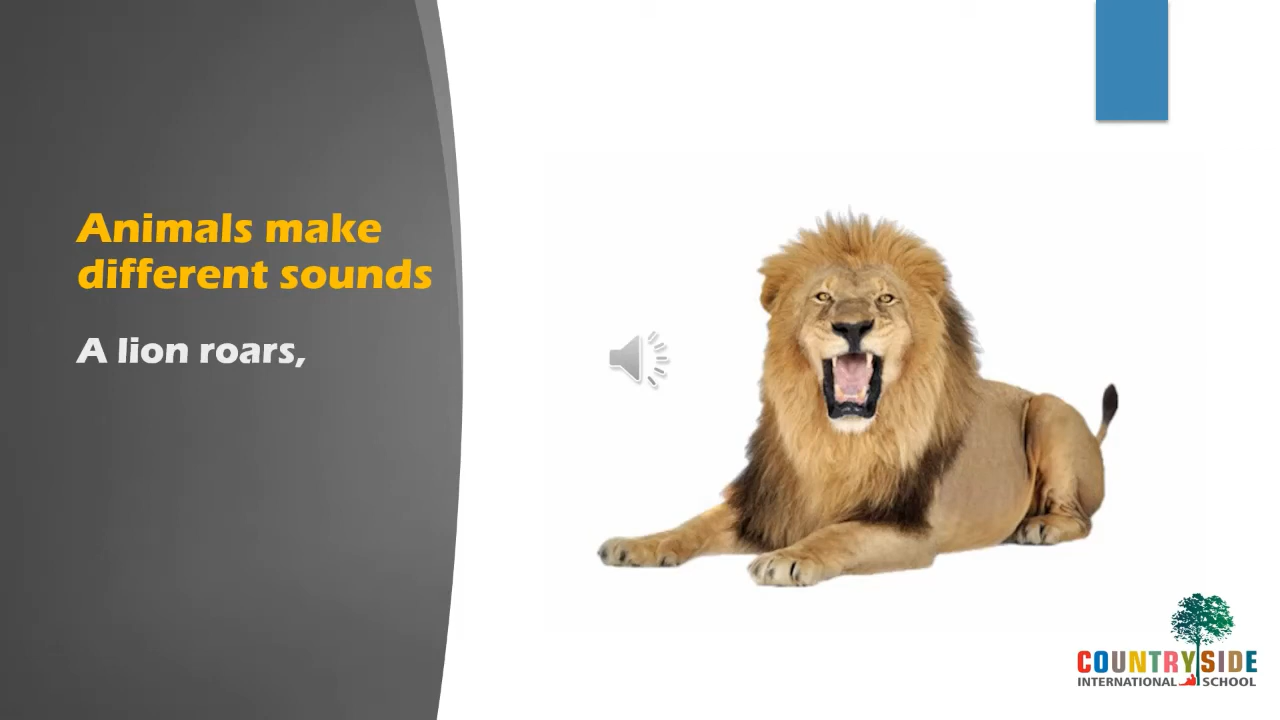 Animals make
different sounds
A lion roars,
COUNTRYSIDE
INTERNATIONAL SCHOOL